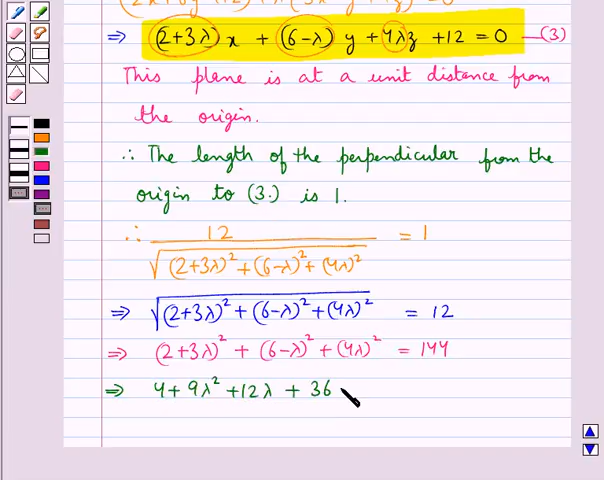 (2+3λ)x + (6-λ) y + 4λz + 12 = 0 —(3)
This plane is at a unit distance from
the origin.
∴ The length of the perpendicular from the
origin to (3.) is 1.
∴ 12 / √((2+3λ)² + (6-λ)² + (4λ)²) = 1
⇒ √((2+3λ)² + (6-λ)² + (4λ)²) = 12
⇒ (2+3λ)² + (6-λ)² + (4λ)² = 144
⇒ 4 + 9λ² + 12λ + 36